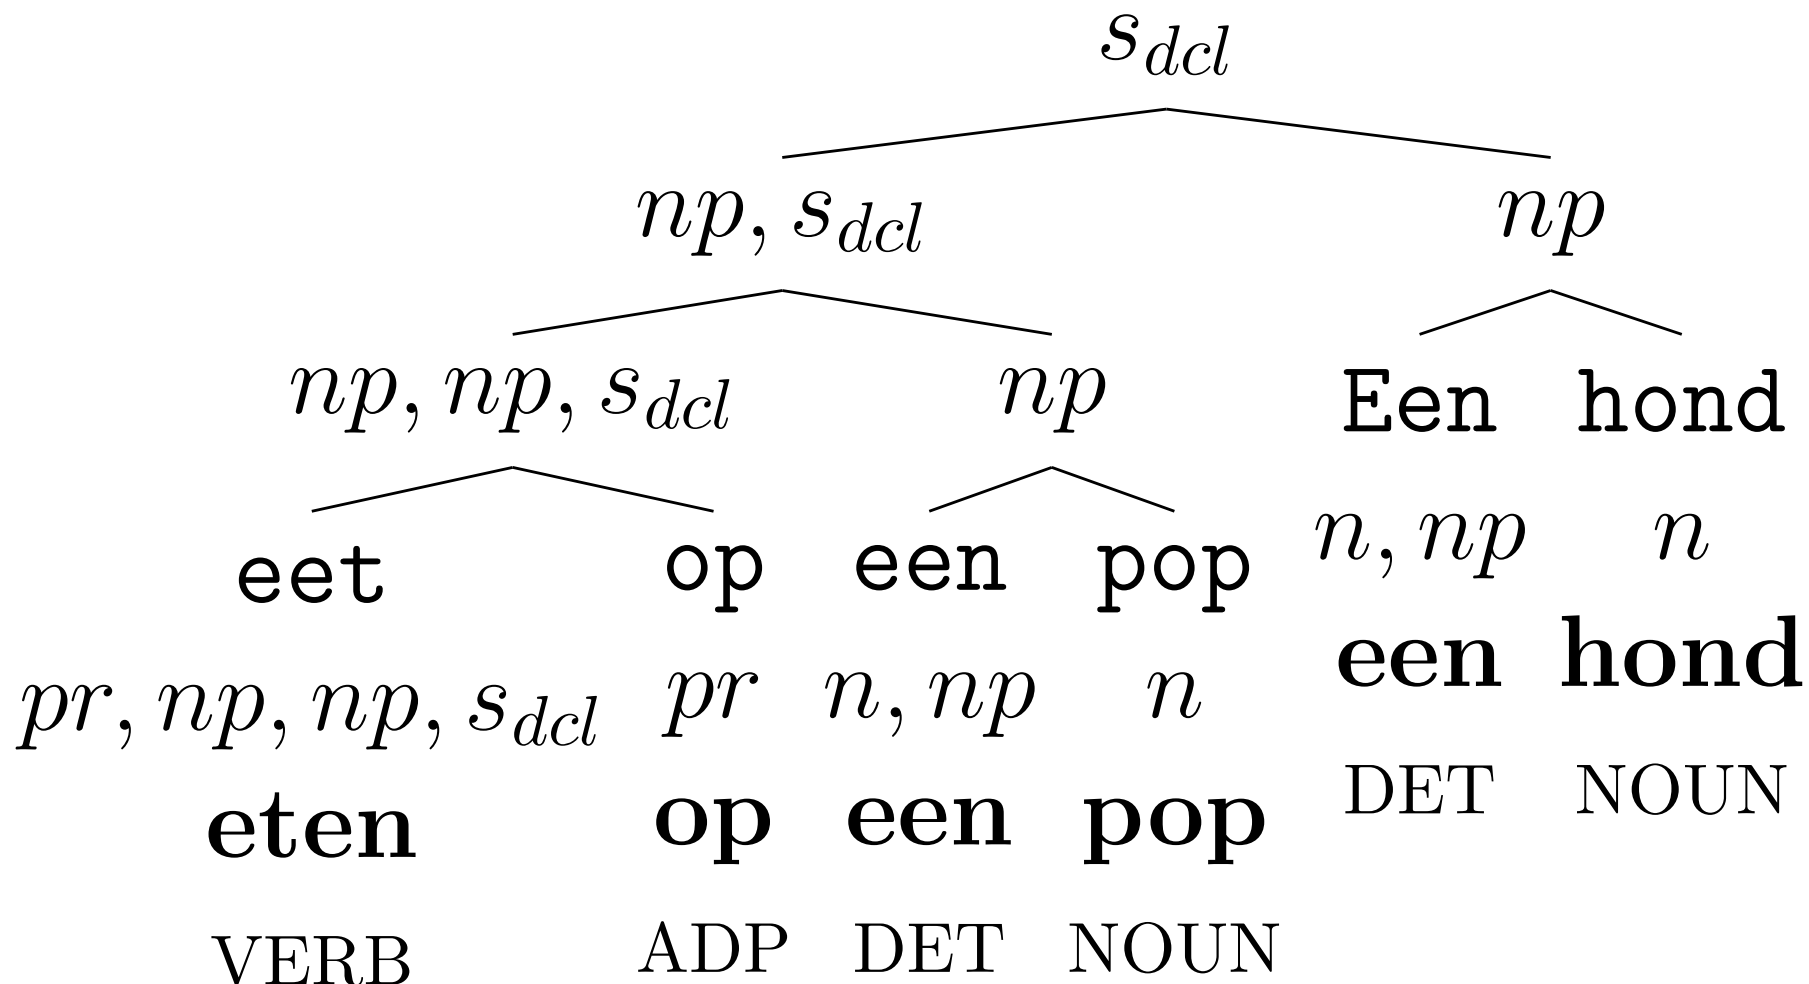 s_dcl
np, s_dcl np
np, np, s_dcl np Een hond
eet op een pop n, np n
een hond
pr, np, np, s_dcl pr n, np n
DET NOUN
eten op een pop
VERB ADP DET NOUN